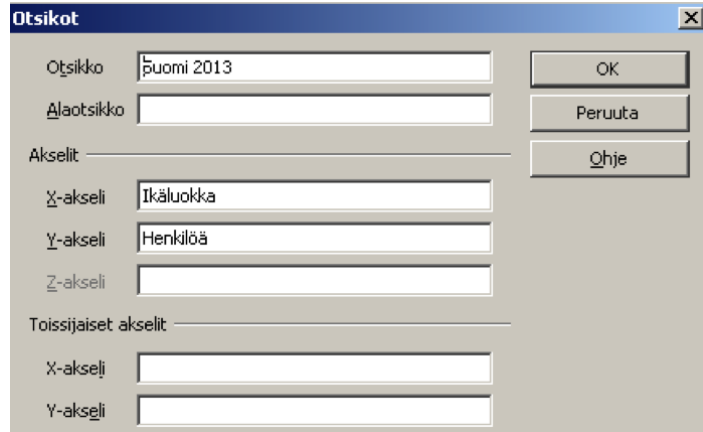 Otsikot
Otsikko Suomi 2013 OK
Alaotsikko Peruuta
Akselit Ohje
X-akseli Ikäluokka
Y-akseli Henkilöä
Z-akseli
Toissijaiset akselit
X-akseli
Y-akseli